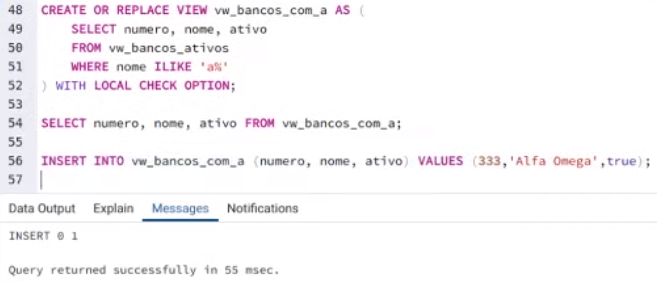 48 CREATE OR REPLACE VIEW vw_bancos_com_a AS (
49     SELECT numero, nome, ativo
50     FROM vw_bancos_ativos
51     WHERE nome ILIKE 'a%'
52 ) WITH LOCAL CHECK OPTION;
53
54 SELECT numero, nome, ativo FROM vw_bancos_com_a;
55
56 INSERT INTO vw_bancos_com_a (numero, nome, ativo) VALUES (333,'Alfa Omega',true);
57
Data Output Explain Messages Notifications
INSERT 0 1
Query returned successfully in 55 msec.